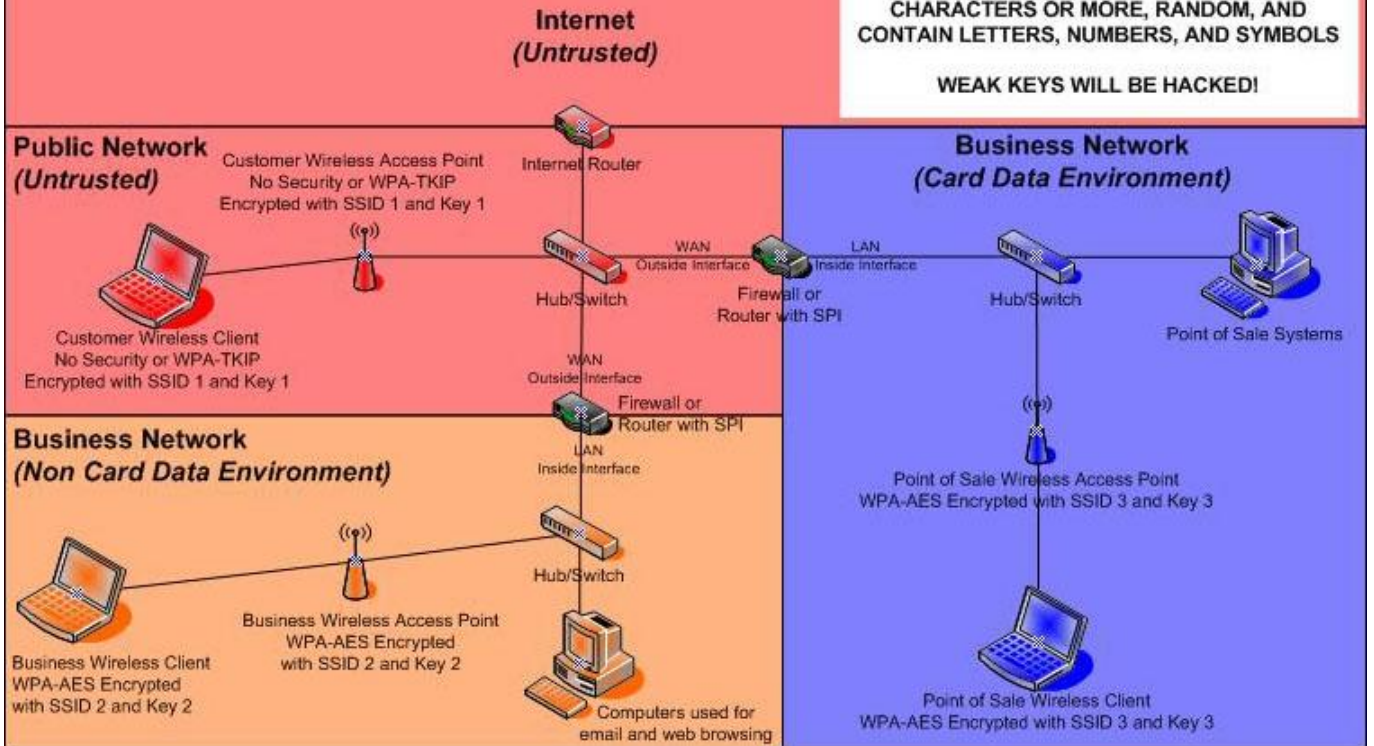 Internet
(Untrusted)
CHARACTERS OR MORE, RANDOM, AND
CONTAIN LETTERS, NUMBERS, AND SYMBOLS
WEAK KEYS WILL BE HACKED!
Public Network
(Untrusted)
Customer Wireless Access Point
No Security or WPA-TKIP
Encrypted with SSID 1 and Key 1
Internet Router
Customer Wireless Client
No Security or WPA-TKIP
Encrypted with SSID 1 and Key 1
Hub/Switch
WAN
Outside Interface
Firewall or
Router with SPI
LAN
Inside Interface
WAN
Outside Interface
Firewall or
Router with SPI
LAN
Inside Interface
Business Network
(Card Data Environment)
Hub/Switch
Point of Sale Systems
Point of Sale Wireless Access Point
WPA-AES Encrypted with SSID 3 and Key 3
Point of Sale Wireless Client
WPA-AES Encrypted with SSID 3 and Key 3
Business Network
(Non Card Data Environment)
Hub/Switch
Business Wireless Access Point
WPA-AES Encrypted
with SSID 2 and Key 2
Business Wireless Client
WPA-AES Encrypted
with SSID 2 and Key 2
Computers used for
email and web browsing